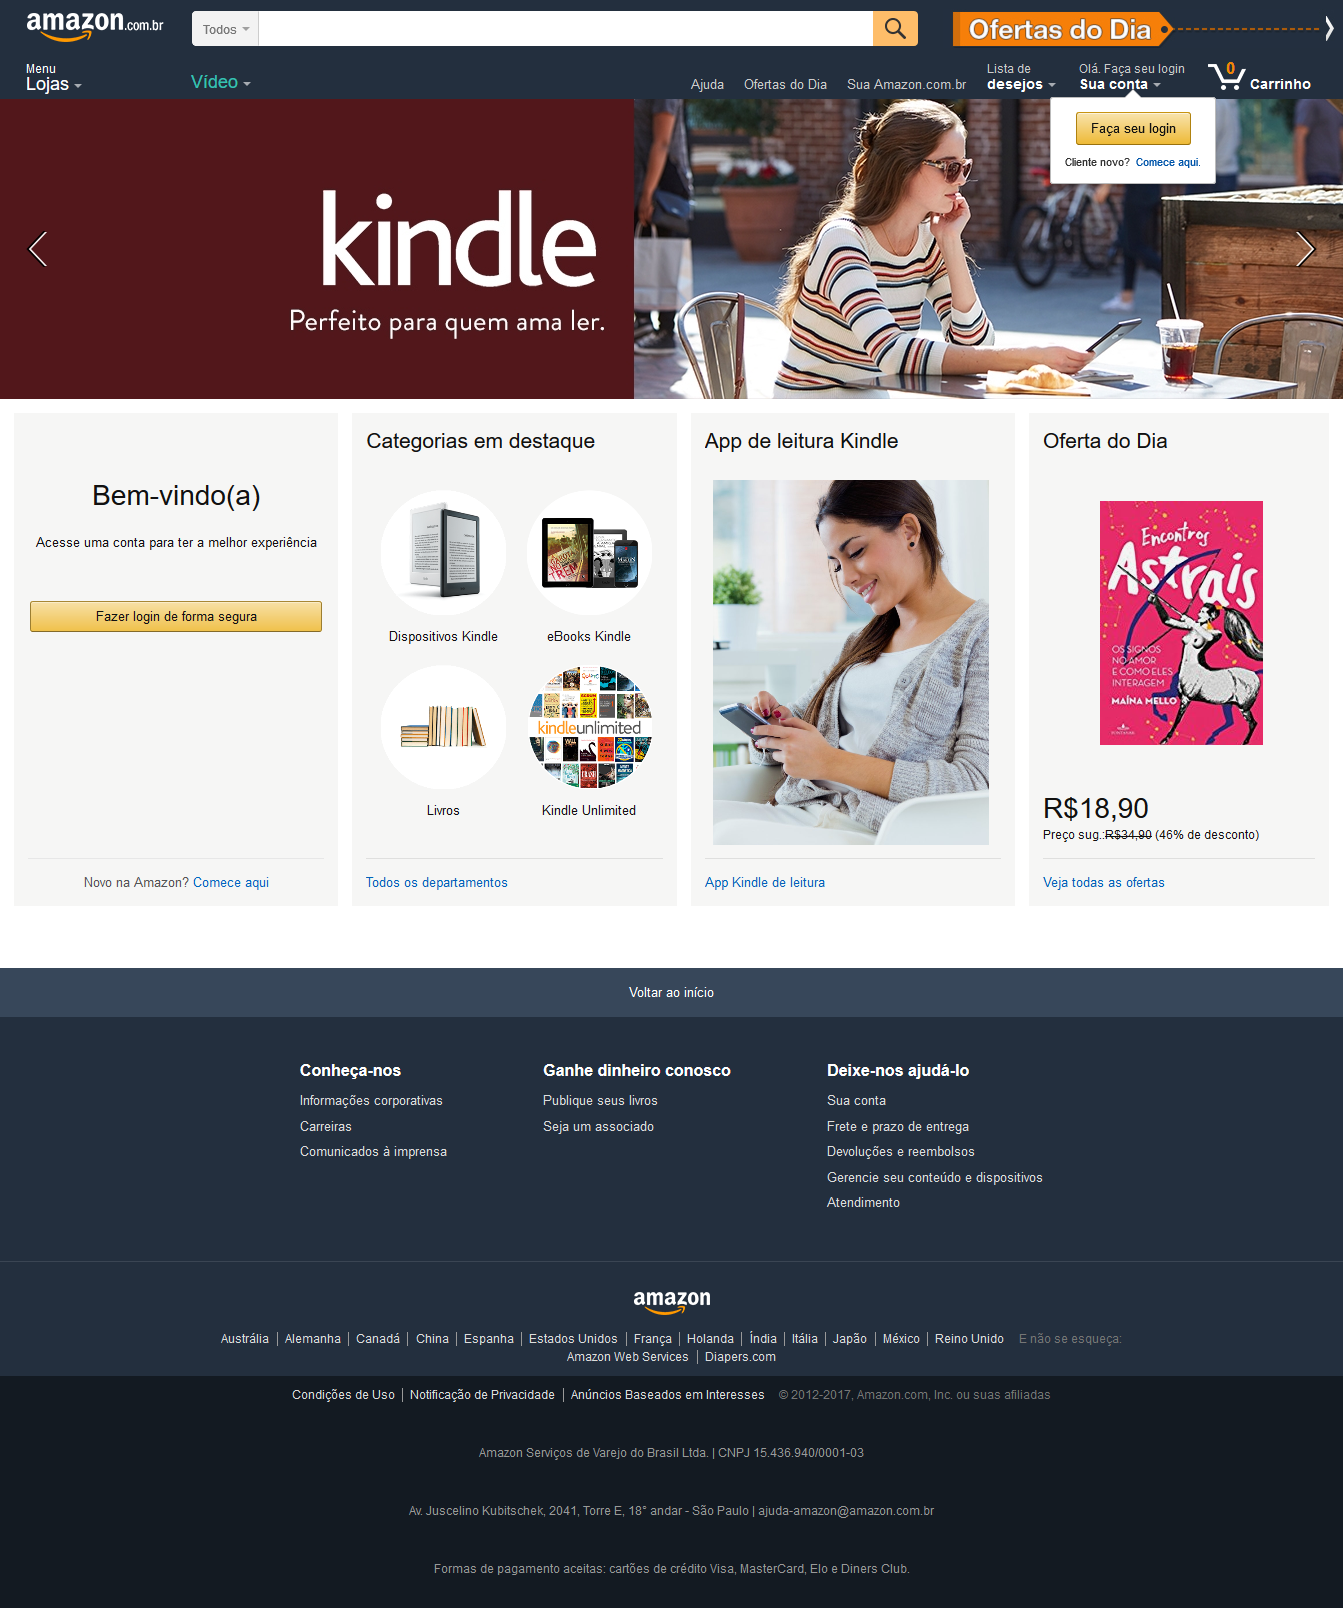 amazon.com.br
Todos
Ofertas do Dia
Menu
Lojas
Vídeo
Ajuda
Ofertas do Dia
Sua Amazon.com.br
Lista de
desejos
Olá. Faça seu login
Sua conta
0
Carrinho
Faça seu login
Cliente novo? Comece aqui.
kindle
Perfeito para quem ama ler.
Bem-vindo(a)
Acesse uma conta para ter a melhor experiência
Fazer login de forma segura
Novo na Amazon? Comece aqui
Categorias em destaque
Dispositivos Kindle
eBooks Kindle
kindleunlimited
Livros
Kindle Unlimited
Todos os departamentos
App de leitura Kindle
App Kindle de leitura
Oferta do Dia
Encontros
Astrais
OS SIGNOS
NO AMOR
E COMO ELES
INTERAGEM
MAÍNA MELLO
R$18,90
Preço sug.:R$34,90 (46% de desconto)
Veja todas as ofertas
Voltar ao início
Conheça-nos
Informações corporativas
Carreiras
Comunicados à imprensa
Ganhe dinheiro conosco
Publique seus livros
Seja um associado
Deixe-nos ajudá-lo
Sua conta
Frete e prazo de entrega
Devoluções e reembolsos
Gerencie seu conteúdo e dispositivos
Atendimento
amazon
Austrália | Alemanha | Canadá | China | Espanha | Estados Unidos | França | Holanda | Índia | Itália | Japão | México | Reino Unido E não se esqueça:
Amazon Web Services | Diapers.com
Condições de Uso | Notificação de Privacidade | Anúncios Baseados em Interesses © 2012-2017, Amazon.com, Inc. ou suas afiliadas
Amazon Serviços de Varejo do Brasil Ltda. | CNPJ 15.436.940/0001-03
Av. Juscelino Kubitschek, 2041, Torre E, 18° andar - São Paulo | ajuda-amazon@amazon.com.br
Formas de pagamento aceitas: cartões de crédito Visa, MasterCard, Elo e Diners Club.